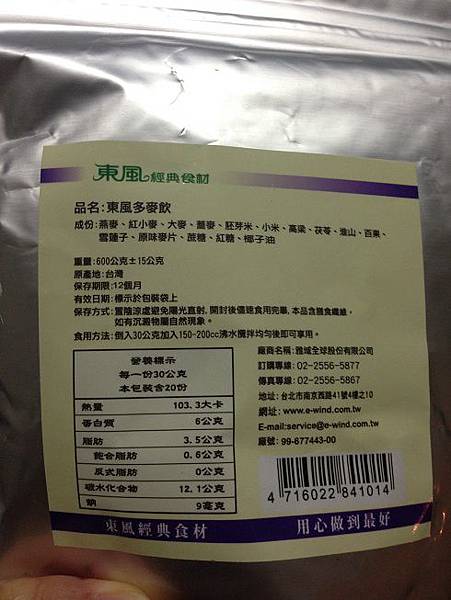 東風 經典食材
品名:東風多麥飲
成份:燕麥、紅小麥、大麥、蕎麥、胚芽米、小米、高梁、茯苓、淮山、百果、
雪蓮子、原味麥片、蔗糖、紅糖、椰子油
重量:600公克±15公克
原產地:台灣
保存期限:12個月
有效日期:標示於包裝袋上
保存方式:置陰涼處避免陽光直射,開封後儘速食用完畢,本品含膳食纖維,
如有沉澱物屬自然現象。
食用方法:倒入30公克加入150-200cc沸水攪拌均勻後即可享用。
營養標示
每一份30公克
本包裝含20份
熱量 103.3大卡
蛋白質 6公克
脂肪 3.5公克
飽合脂肪 0.6公克
反式脂肪 0公克
碳水化合物 12.1公克
鈉 9毫克
廠商名稱:雅域全球股份有限公司
訂購專線:02-2556-5877
傳真專線:02-2556-5867
地址:台北市南京西路41號4樓之10
網址:www.e-wind.com.tw
E-mail:service@e-wind.com.tw
廠號:99-677443-00
4 716022 841014
東風經典食材 用心做到最好